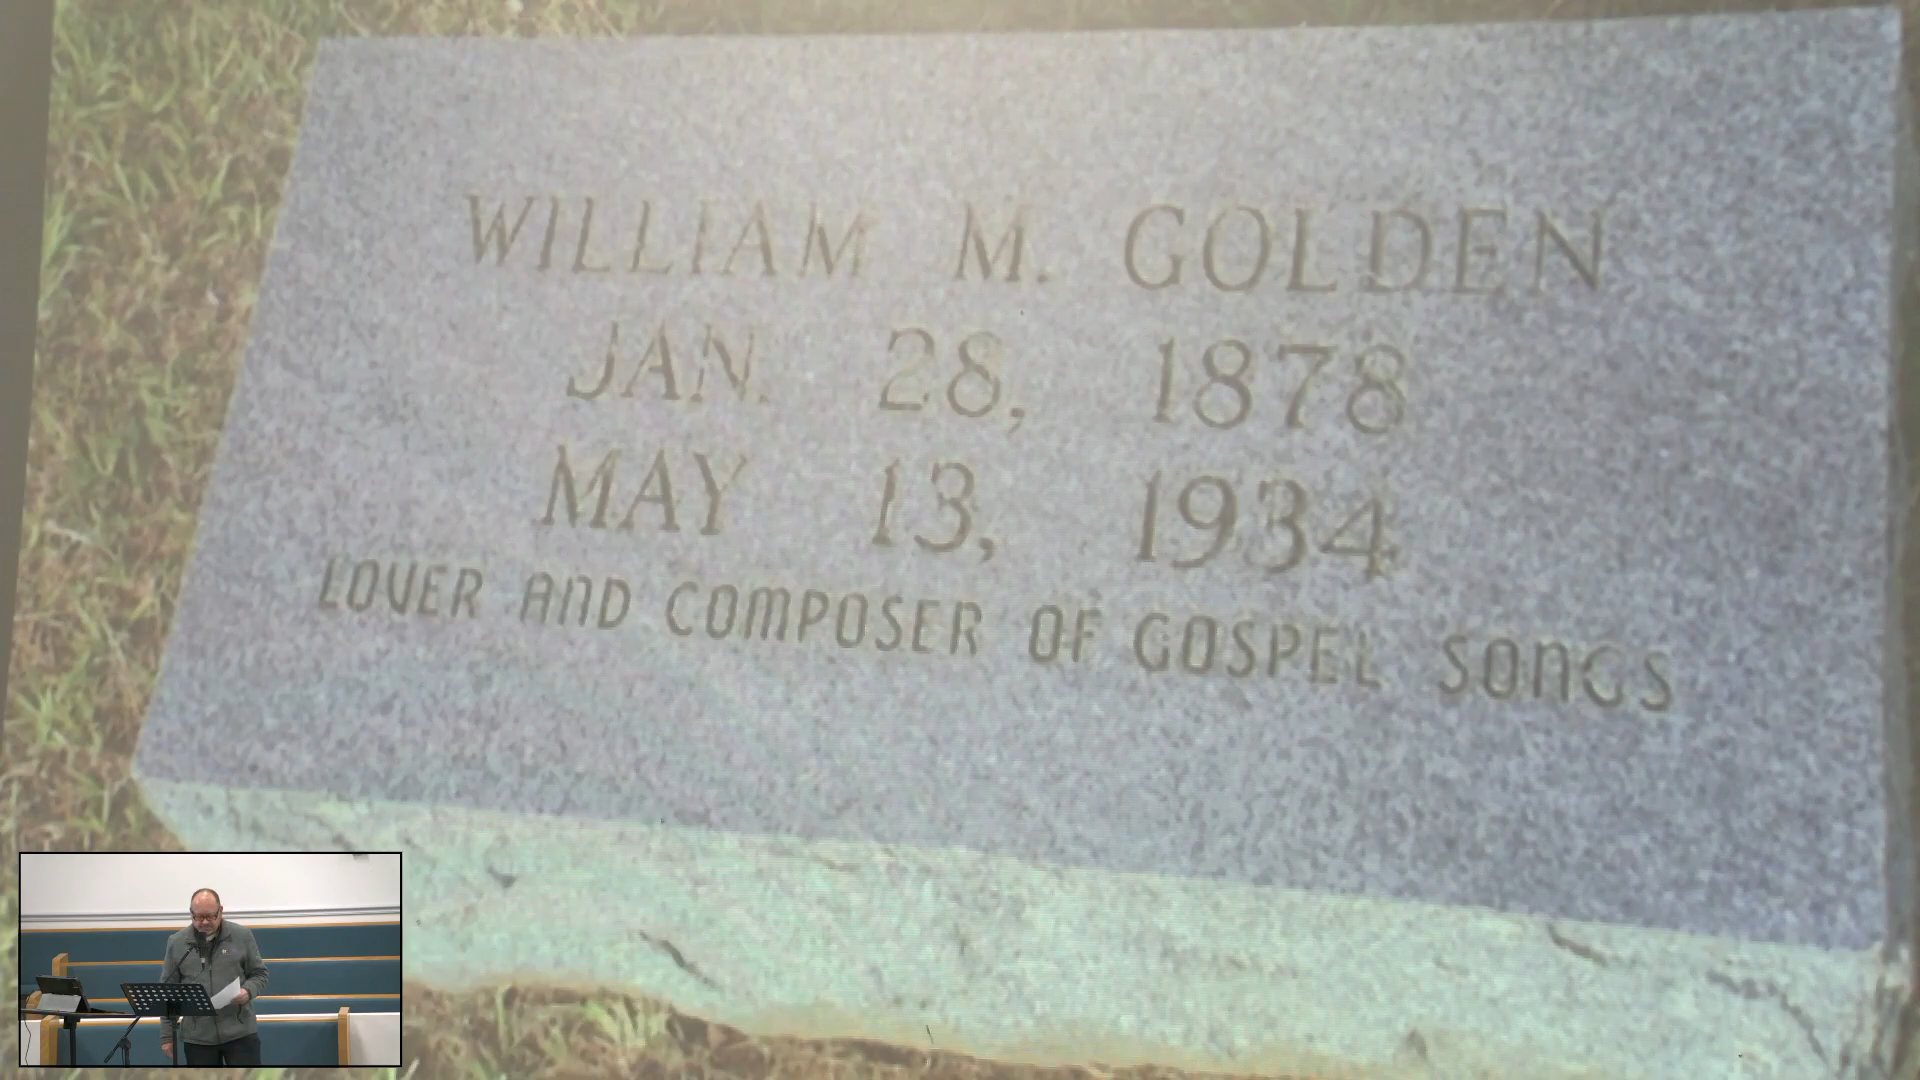 WILLIAM M. GOLDEN
JAN. 28, 1878
MAY 13, 1934
LOVER AND COMPOSER OF GOSPEL SONGS